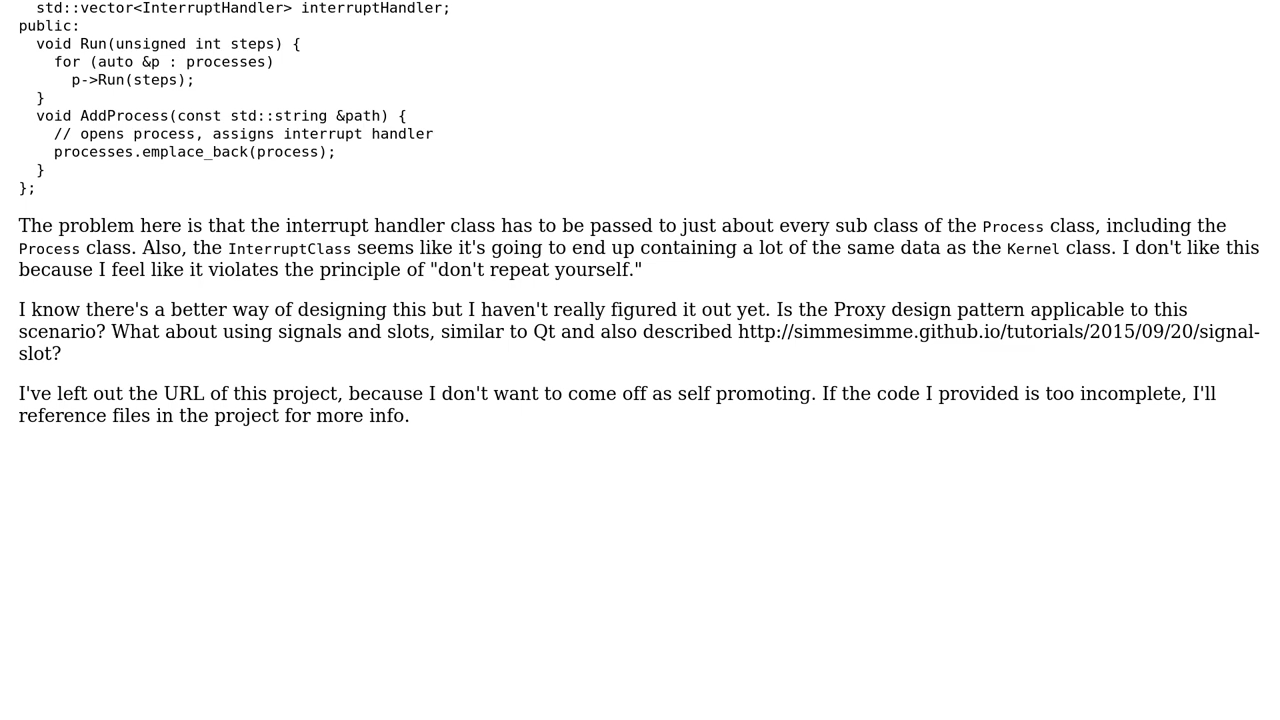 std::vector<InterruptHandler> interruptHandler;
public:
  void Run(unsigned int steps) {
    for (auto &p : processes)
      p->Run(steps);
  }
  void AddProcess(const std::string &path) {
    // opens process, assigns interrupt handler
    processes.emplace_back(process);
  }
};
The problem here is that the interrupt handler class has to be passed to just about every sub class of the Process class, including the
Process class. Also, the InterruptClass seems like it's going to end up containing a lot of the same data as the Kernel class. I don't like this
because I feel like it violates the principle of "don't repeat yourself."
I know there's a better way of designing this but I haven't really figured it out yet. Is the Proxy design pattern applicable to this
scenario? What about using signals and slots, similar to Qt and also described http://simmesimme.github.io/tutorials/2015/09/20/signal-
slot?
I've left out the URL of this project, because I don't want to come off as self promoting. If the code I provided is too incomplete, I'll
reference files in the project for more info.